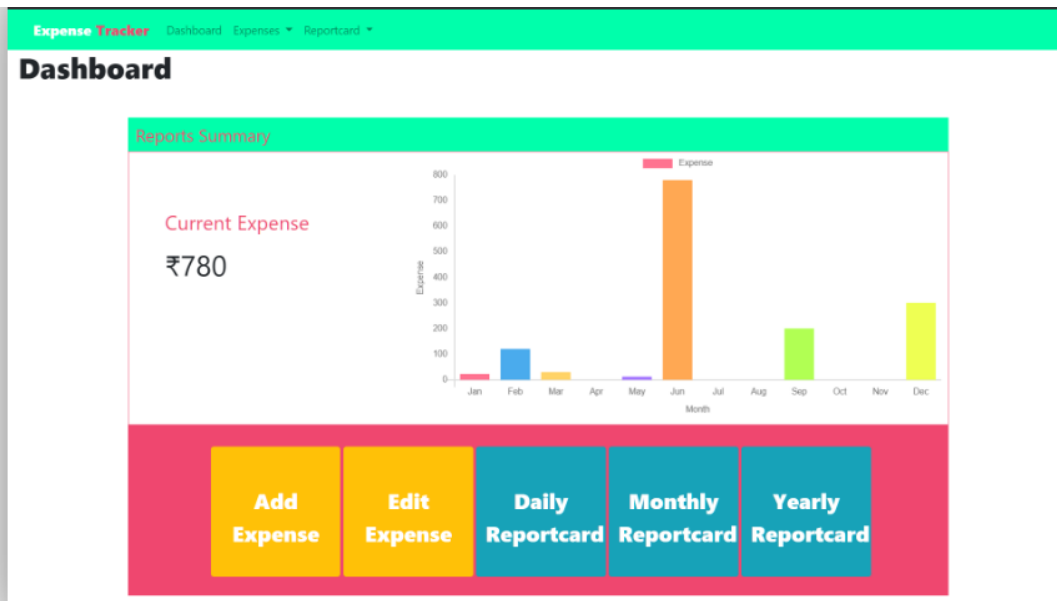 Expense Tracker Dashboard Expenses Reportcard
Dashboard
Reports Summary
Current Expense
₹780
Expense
800
700
600
500
400
300
200
100
0
Expense
Jan Feb Mar Apr May Jun Jul Aug Sep Oct Nov Dec
Month
Add
Expense
Edit
Expense
Daily
Reportcard
Monthly
Reportcard
Yearly
Reportcard